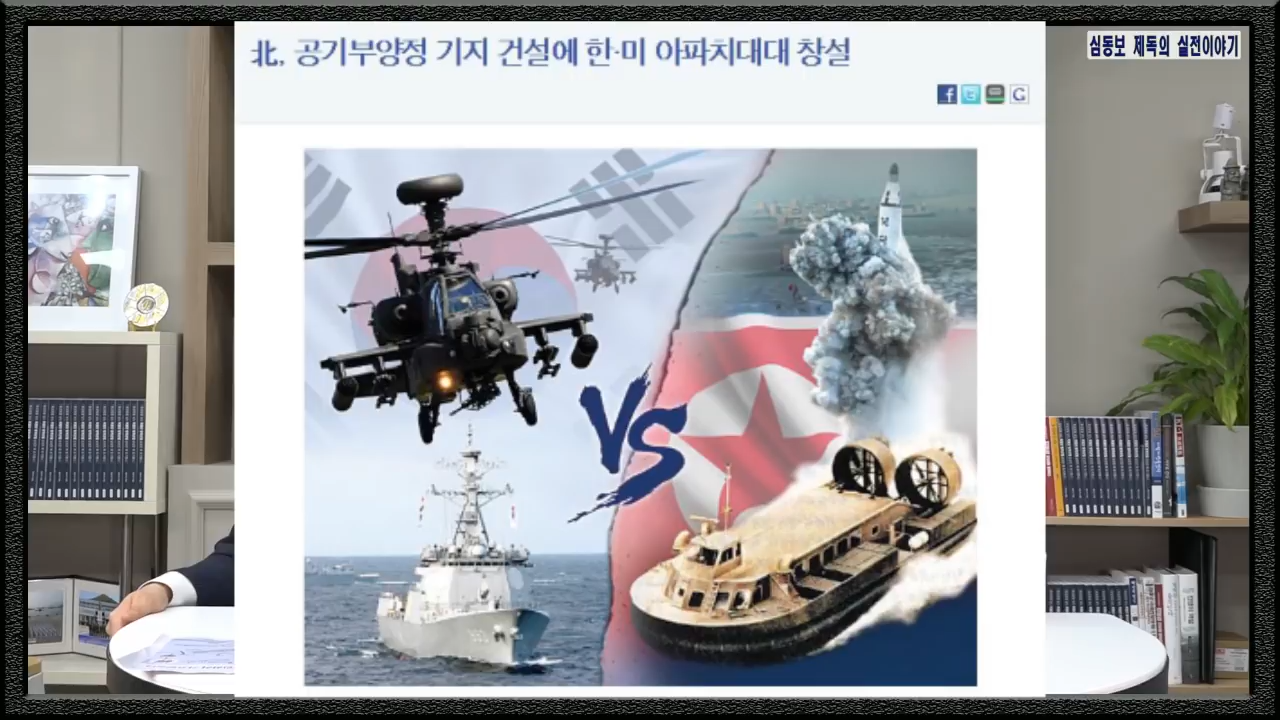 北, 공기부양정 기지 건설에 한·미 아파치대대 창설
심동보 제독의 실전이야기
VS